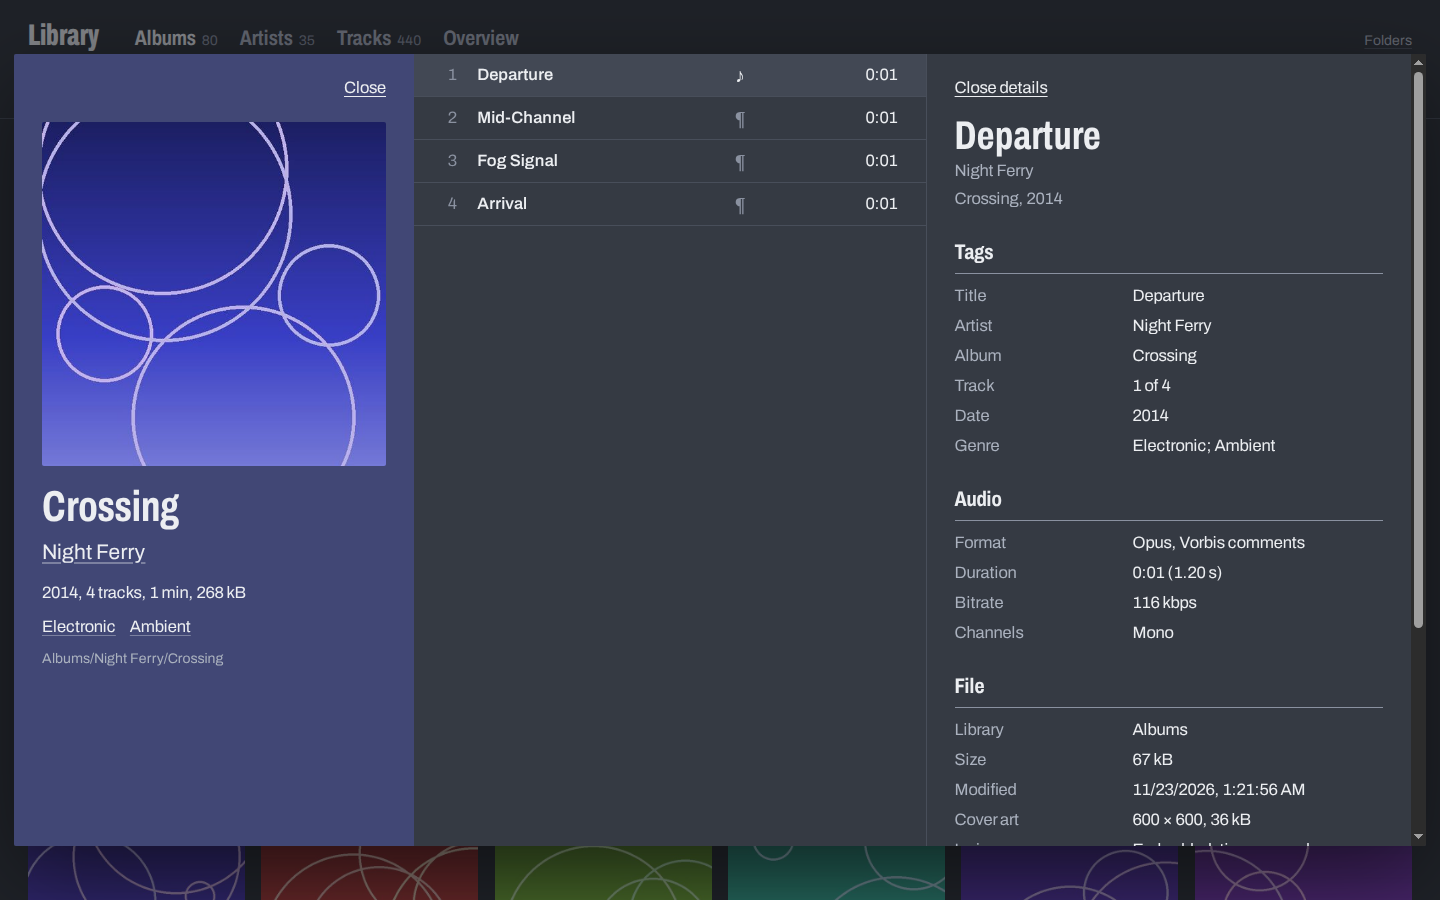 Library Albums 80 Artists 35 Tracks 440 Overview Folders
Close
Crossing
Night Ferry
2014, 4 tracks, 1 min, 268 kB
Electronic Ambient
Albums/Night Ferry/Crossing
1 Departure ♪ 0:01
2 Mid-Channel ¶ 0:01
3 Fog Signal ¶ 0:01
4 Arrival ¶ 0:01
Close details
Departure
Night Ferry
Crossing, 2014
Tags
Title Departure
Artist Night Ferry
Album Crossing
Track 1 of 4
Date 2014
Genre Electronic; Ambient
Audio
Format Opus, Vorbis comments
Duration 0:01 (1.20 s)
Bitrate 116 kbps
Channels Mono
File
Library Albums
Size 67 kB
Modified 11/23/2026, 1:21:56 AM
Cover art 600 × 600, 36 kB